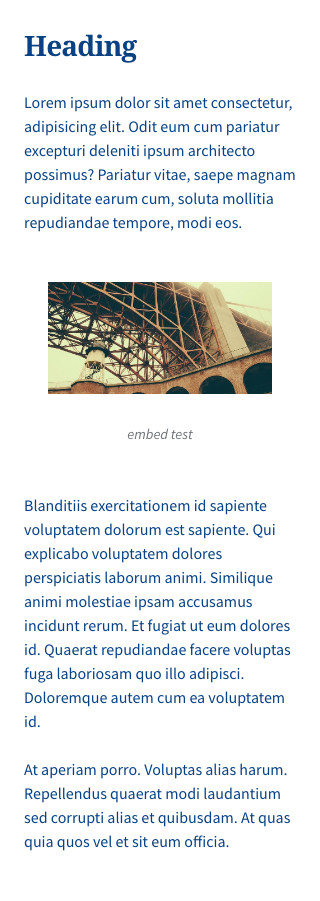 Heading
Lorem ipsum dolor sit amet consectetur,
adipisicing elit. Odit eum cum pariatur
excepturi deleniti ipsum architecto
possimus? Pariatur vitae, saepe magnam
cupiditate earum cum, soluta mollitia
repudiandae tempore, modi eos.
embed test
Blanditiis exercitationem id sapiente
voluptatem dolorum est sapiente. Qui
explicabo voluptatem dolores
perspiciatis laborum animi. Similique
animi molestiae ipsam accusamus
incidunt rerum. Et fugiat ut eum dolores
id. Quaerat repudiandae facere voluptas
fuga laboriosam quo illo adipisci.
Doloremque autem cum ea voluptatem
id.
At aperiam porro. Voluptas alias harum.
Repellendus quaerat modi laudantium
sed corrupti alias et quibusdam. At quas
quia quos vel et sit eum officia.